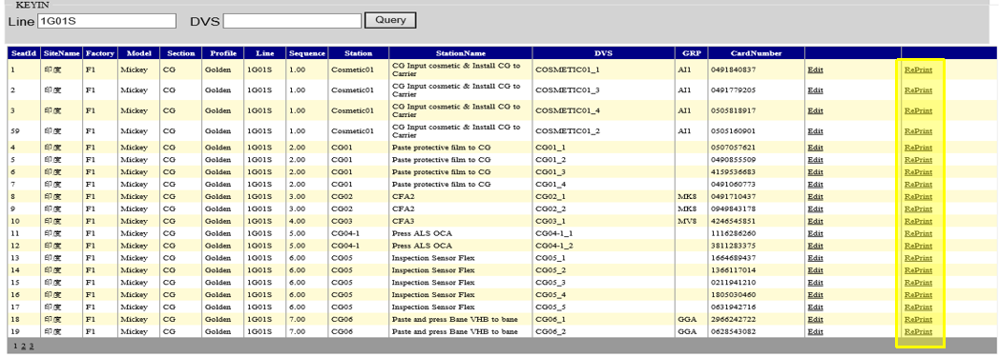 KEYIN
Line 1G01S DVS Query
SeatId SiteName Factory Model Section Profile Line Sequence Station StationName DVS GRP CardNumber
1 印度 F1 Mickey CG Golden 1G01S 1.00 Cosmetic01 CG Input cosmetic & Install CG to Carrier COSMETIC01_1 AI1 0491840837 Edit RePrint
2 印度 F1 Mickey CG Golden 1G01S 1.00 Cosmetic01 CG Input cosmetic & Install CG to Carrier COSMETIC01_3 AI1 0491779205 Edit RePrint
3 印度 F1 Mickey CG Golden 1G01S 1.00 Cosmetic01 CG Input cosmetic & Install CG to Carrier COSMETIC01_4 AI1 0505818917 Edit RePrint
59 印度 F1 Mickey CG Golden 1G01S 1.00 Cosmetic01 CG Input cosmetic & Install CG to Carrier COSMETIC01_2 AI1 0505160901 Edit RePrint
4 印度 F1 Mickey CG Golden 1G01S 2.00 CG01 Paste protective film to CG CG01_1 0507057621 Edit RePrint
5 印度 F1 Mickey CG Golden 1G01S 2.00 CG01 Paste protective film to CG CG01_2 0490855509 Edit RePrint
6 印度 F1 Mickey CG Golden 1G01S 2.00 CG01 Paste protective film to CG CG01_3 4159536683 Edit RePrint
7 印度 F1 Mickey CG Golden 1G01S 2.00 CG01 Paste protective film to CG CG01_4 0491060773 Edit RePrint
8 印度 F1 Mickey CG Golden 1G01S 3.00 CG02 CFA2 CG02_1 MK8 0491710437 Edit RePrint
9 印度 F1 Mickey CG Golden 1G01S 3.00 CG02 CFA2 CG02_2 MK8 0949843178 Edit RePrint
10 印度 F1 Mickey CG Golden 1G01S 4.00 CG03 CFA3 CG03_1 MV8 4246545851 Edit RePrint
11 印度 F1 Mickey CG Golden 1G01S 5.00 CG04-1 Press ALS OCA CG04-1_1 1116286260 Edit RePrint
12 印度 F1 Mickey CG Golden 1G01S 5.00 CG04-1 Press ALS OCA CG04-1_2 3811283375 Edit RePrint
13 印度 F1 Mickey CG Golden 1G01S 6.00 CG05 Inspection Sensor Flex CG05_1 1664689437 Edit RePrint
14 印度 F1 Mickey CG Golden 1G01S 6.00 CG05 Inspection Sensor Flex CG05_2 1366117014 Edit RePrint
15 印度 F1 Mickey CG Golden 1G01S 6.00 CG05 Inspection Sensor Flex CG05_3 0211941210 Edit RePrint
16 印度 F1 Mickey CG Golden 1G01S 6.00 CG05 Inspection Sensor Flex CG05_4 1805030460 Edit RePrint
17 印度 F1 Mickey CG Golden 1G01S 6.00 CG05 Inspection Sensor Flex CG05_5 0631942716 Edit RePrint
18 印度 F1 Mickey CG Golden 1G01S 7.00 CG06 Paste and press Bane VHB to bane CG06_1 GGA 2966242722 Edit RePrint
19 印度 F1 Mickey CG Golden 1G01S 7.00 CG06 Paste and press Bane VHB to bane CG06_2 GGA 0628543082 Edit RePrint
1 2 3